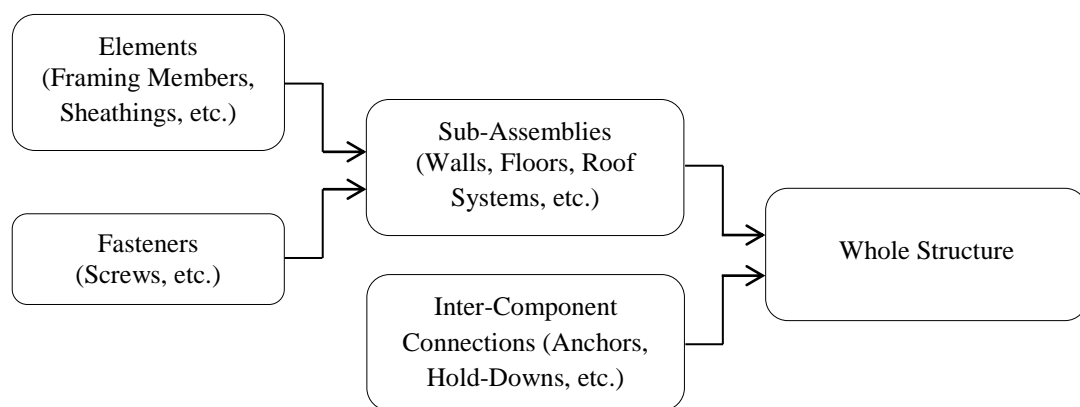 Elements
(Framing Members,
Sheathings, etc.)
Fasteners
(Screws, etc.)
Sub-Assemblies
(Walls, Floors, Roof
Systems, etc.)
Inter-Component
Connections (Anchors,
Hold-Downs, etc.)
Whole Structure